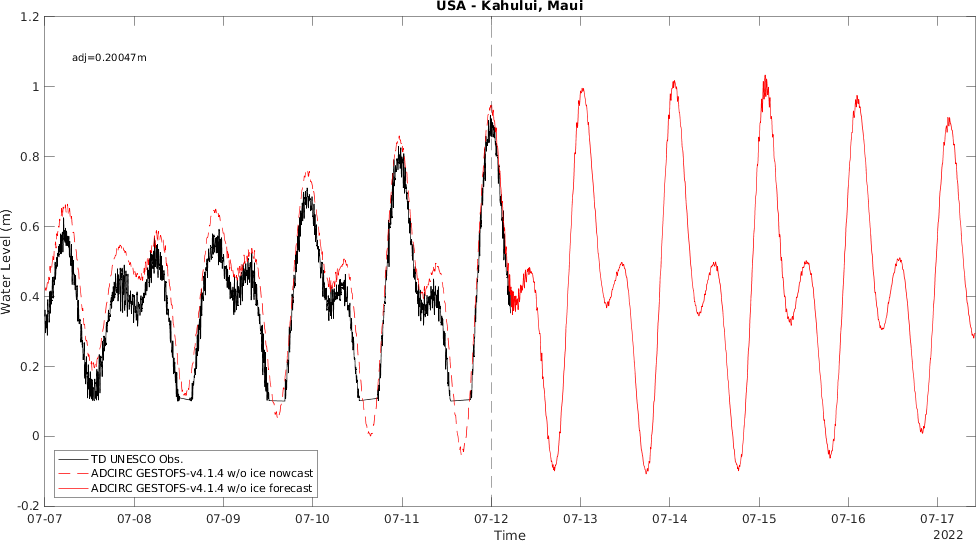 USA - Kahului, Maui
adj=0.20047m
Water Level (m)
1.2
1
0.8
0.6
0.4
0.2
0
-0.2
TD UNESCO Obs.
ADCIRC GESTOFS-v4.1.4 w/o ice nowcast
ADCIRC GESTOFS-v4.1.4 w/o ice forecast
07-07 07-08 07-09 07-10 07-11 07-12 07-13 07-14 07-15 07-16 07-17
Time
2022